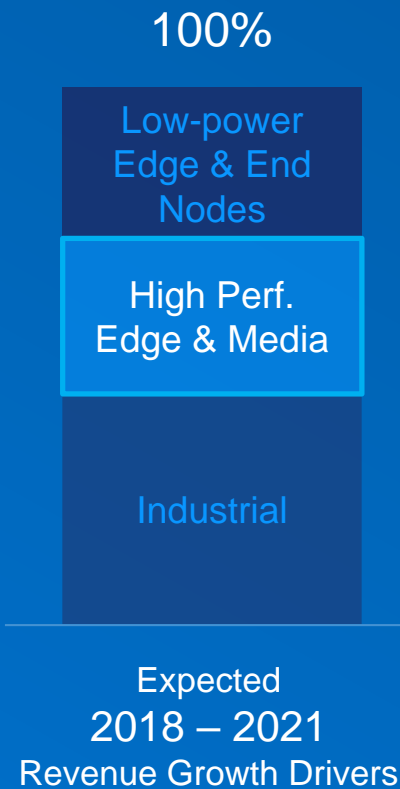 100%
Low-power
Edge & End
Nodes
High Perf.
Edge & Media
Industrial
Expected
2018 – 2021
Revenue Growth Drivers